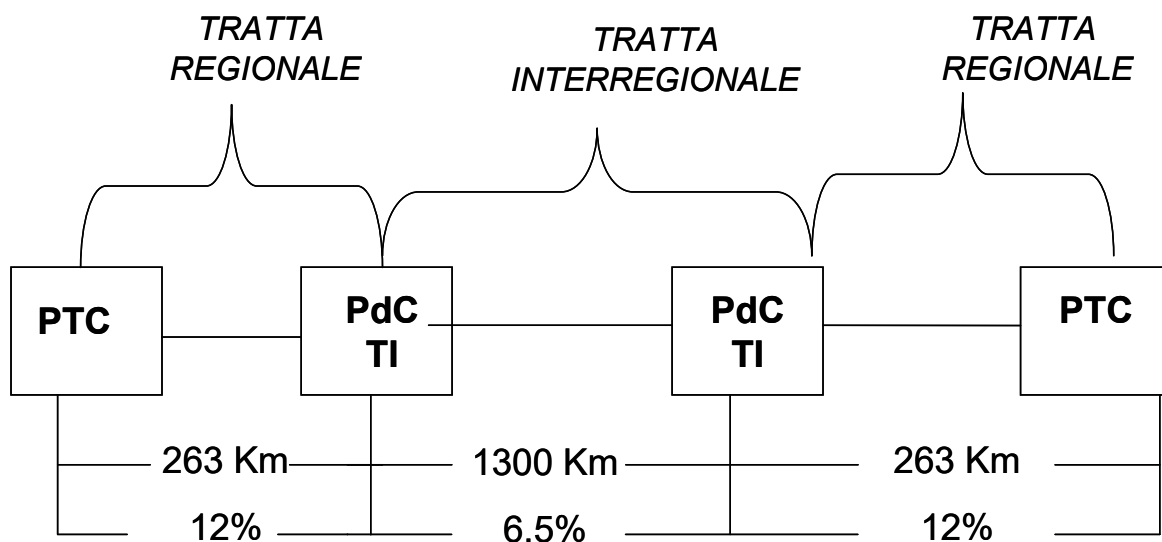 TRATTA
REGIONALE
TRATTA
INTERREGIONALE
TRATTA
REGIONALE
PTC
PdC
TI
PdC
TI
PTC
263 Km
1300 Km
263 Km
12%
6.5%
12%